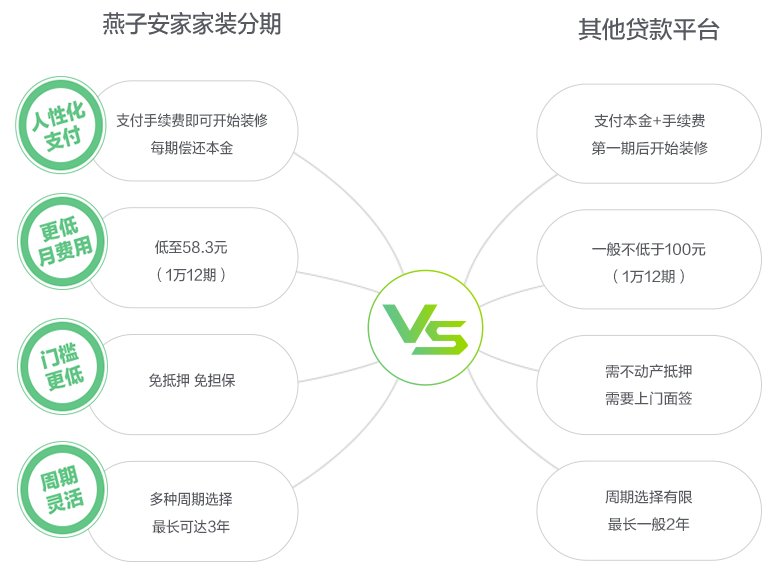 燕子安家家装分期
其他贷款平台
人性化
支付
支付手续费即可开始装修
每期偿还本金
支付本金+手续费
第一期后开始装修
更低
月费用
低至58.3元
（1万12期）
一般不低于100元
（1万12期）
VS
门槛
更低
免抵押 免担保
需不动产抵押
需要上门面签
周期
灵活
多种周期选择
最长可达3年
周期选择有限
最长一般2年